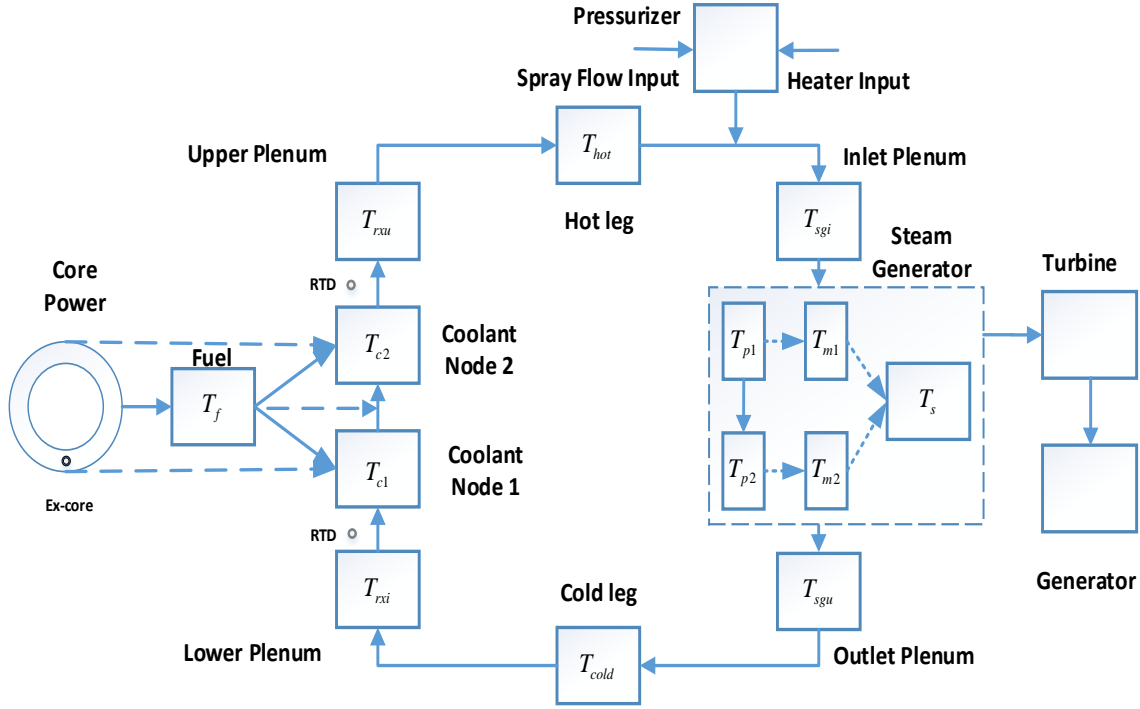 Pressurizer
Spray Flow Input
Heater Input
T_hot
Upper Plenum
Inlet Plenum
Hot leg
T_rxu
T_sgi
Steam
Generator
Turbine
Core
Power
RTD
Fuel
T_c2
Coolant
Node 2
T_p1
T_m1
T_f
T_s
T_c1
Coolant
Node 1
T_p2
T_m2
Ex-core
RTD
T_rxi
Cold leg
T_sgu
Generator
Lower Plenum
T_cold
Outlet Plenum